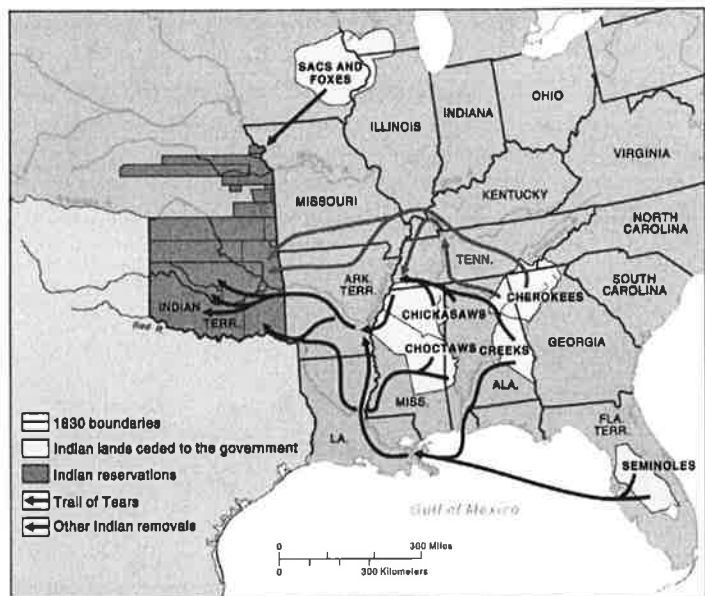 SACS AND
FOXES
OHIO
INDIANA
ILLINOIS
VIRGINIA
KENTUCKY
MISSOURI
NORTH
CAROLINA
TENN.
ARK
TERR.
SOUTH
CAROLINA
CHEROKEES
INDIAN
TERR.
CHICKASAWS
Red R.
GEORGIA
CHOCTAWS
CREEKS
ALA.
MISS.
FLA.
TERR.
LA.
SEMINOLES
1830 boundaries
Indian lands ceded to the government
Indian reservations
Trail of Tears
Other Indian removals
Gulf of Mexico
0 300 Miles
0 300 Kilometers